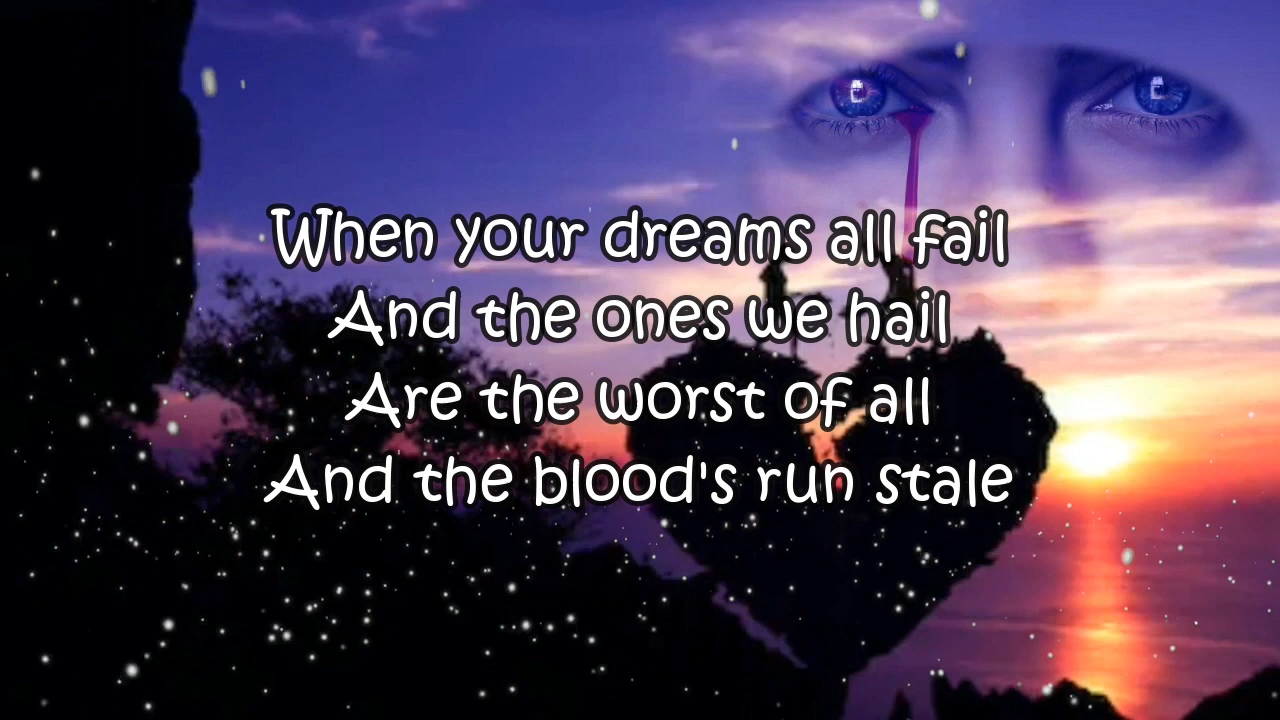 When your dreams all fail
And the ones we hail
Are the worst of all
And the blood's run stale